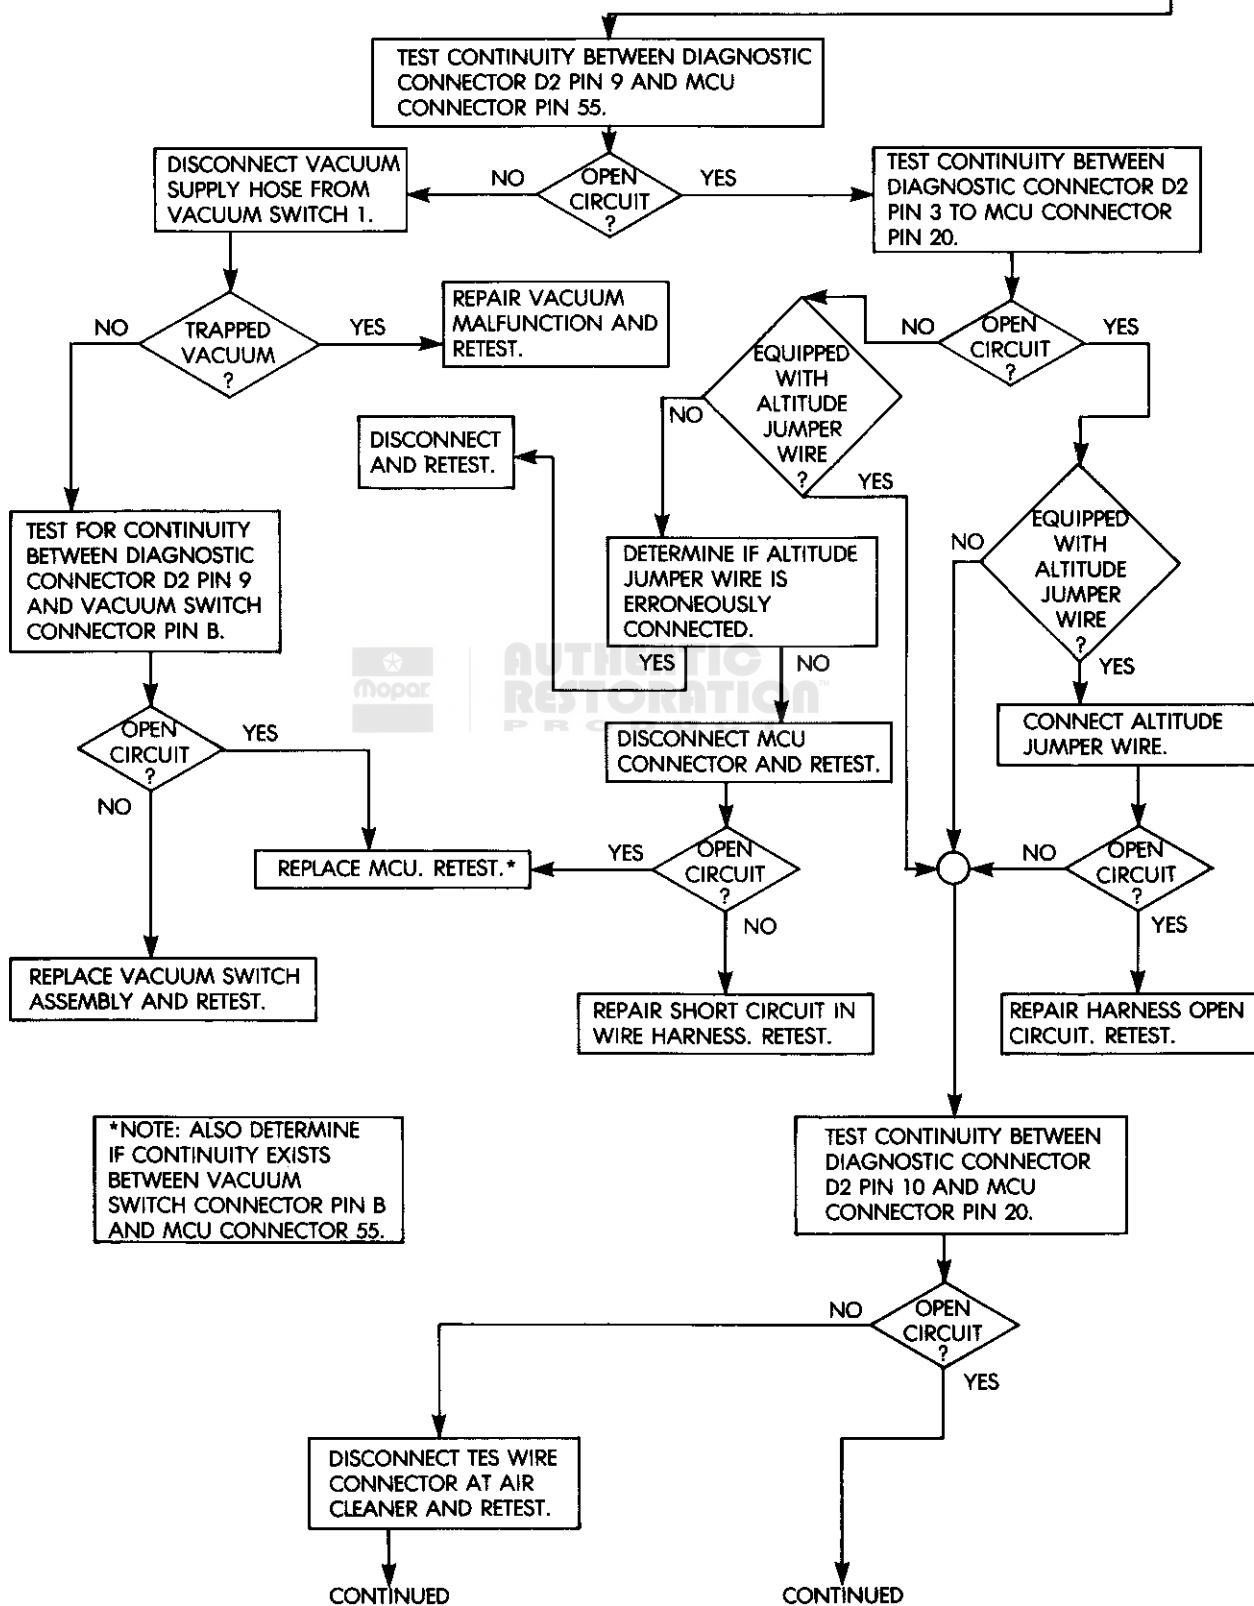 TEST CONTINUITY BETWEEN DIAGNOSTIC
CONNECTOR D2 PIN 9 AND MCU
CONNECTOR PIN 55.
DISCONNECT VACUUM
SUPPLY HOSE FROM
VACUUM SWITCH 1.
NO
OPEN
CIRCUIT
?
YES
TEST CONTINUITY BETWEEN
DIAGNOSTIC CONNECTOR D2
PIN 3 TO MCU CONNECTOR
PIN 20.
NO
TRAPPED
VACUUM
?
YES
REPAIR VACUUM
MALFUNCTION AND
RETEST.
NO
OPEN
CIRCUIT
?
YES
EQUIPPED
WITH
ALTITUDE
JUMPER
WIRE
?
NO
YES
DISCONNECT
AND RETEST.
TEST FOR CONTINUITY
BETWEEN DIAGNOSTIC
CONNECTOR D2 PIN 9
AND VACUUM SWITCH
CONNECTOR PIN B.
DETERMINE IF ALTITUDE
JUMPER WIRE IS
ERRONEOUSLY
CONNECTED.
YES
NO
NO
EQUIPPED
WITH
ALTITUDE
JUMPER
WIRE
?
YES
mopar
AUTHENTIC
RESTORATION™
PRODUCT
OPEN
CIRCUIT
?
YES
NO
DISCONNECT MCU
CONNECTOR AND RETEST.
CONNECT ALTITUDE
JUMPER WIRE.
REPLACE MCU. RETEST.*
YES
OPEN
CIRCUIT
?
NO
NO
OPEN
CIRCUIT
?
YES
REPLACE VACUUM SWITCH
ASSEMBLY AND RETEST.
REPAIR SHORT CIRCUIT IN
WIRE HARNESS. RETEST.
REPAIR HARNESS OPEN
CIRCUIT. RETEST.
*NOTE: ALSO DETERMINE
IF CONTINUITY EXISTS
BETWEEN VACUUM
SWITCH CONNECTOR PIN B
AND MCU CONNECTOR 55.
TEST CONTINUITY BETWEEN
DIAGNOSTIC CONNECTOR
D2 PIN 10 AND MCU
CONNECTOR PIN 20.
NO
OPEN
CIRCUIT
?
YES
DISCONNECT TES WIRE
CONNECTOR AT AIR
CLEANER AND RETEST.
CONTINUED
CONTINUED